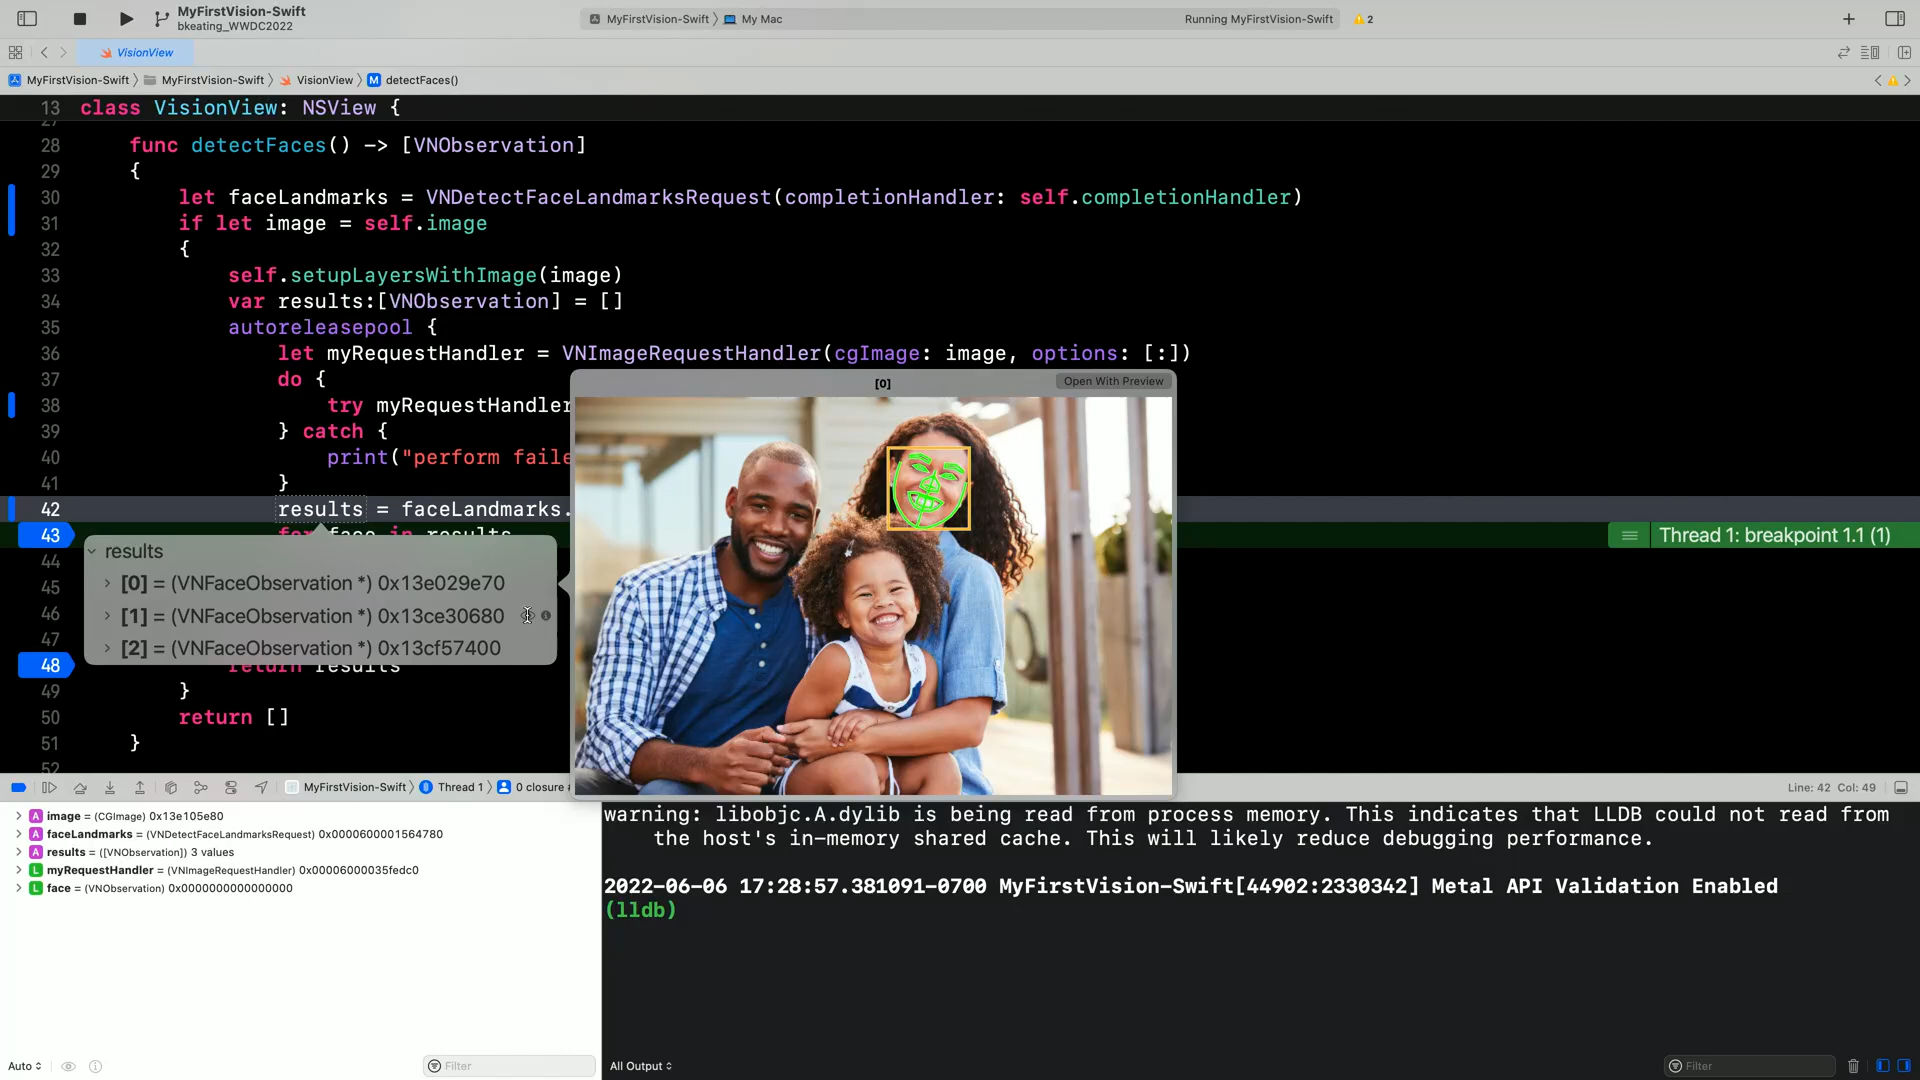 MyFirstVision-Swift
bkeating_WWDC2022
MyFirstVision-Swift 〉 My Mac
Running MyFirstVision-Swift
2
VisionView
MyFirstVision-Swift 〉 MyFirstVision-Swift 〉 VisionView 〉 M detectFaces()
13 class VisionView: NSView {
28 func detectFaces() -> [VNObservation]
29 {
30 let faceLandmarks = VNDetectFaceLandmarksRequest(completionHandler: self.completionHandler)
31 if let image = self.image
32 {
33 self.setupLayersWithImage(image)
34 var results:[VNObservation] = []
35 autoreleasepool {
36 let myRequestHandler = VNImageRequestHandler(cgImage: image, options: [:])
37 do {
38 try myRequestHandler
39 } catch {
40 print("perform faile
41 }
42 results = faceLandmarks.
43 for face in results
Thread 1: breakpoint 1.1 (1)
44
45
46
47
48 return results
49 }
50 return []
51 }
52
results
[0] = (VNFaceObservation *) 0x13e029e70
[1] = (VNFaceObservation *) 0x13ce30680
[2] = (VNFaceObservation *) 0x13cf57400
[0]
Open With Preview
MyFirstVision-Swift 〉 Thread 1 〉 0 closure
Line: 42 Col: 49
A image = (CGImage) 0x13e105e80
A faceLandmarks = (VNDetectFaceLandmarksRequest) 0x0000600001564780
A results = ([VNObservation]) 3 values
L myRequestHandler = (VNImageRequestHandler) 0x00006000035fedc0
L face = (VNObservation) 0x0000000000000000
warning: libobjc.A.dylib is being read from process memory. This indicates that LLDB could not read from
the host's in-memory shared cache. This will likely reduce debugging performance.
2022-06-06 17:28:57.381091-0700 MyFirstVision-Swift[44902:2330342] Metal API Validation Enabled
(lldb)
Auto
Filter
All Output
Filter